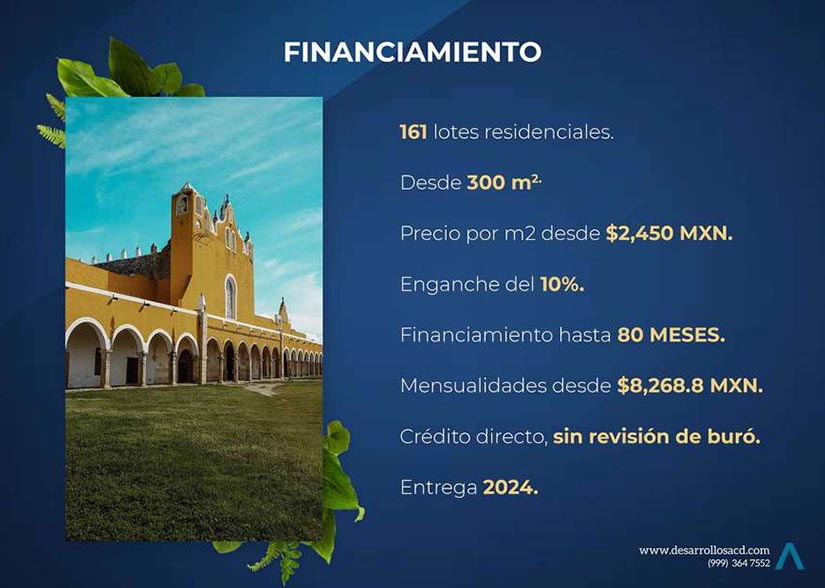 FINANCIAMIENTO
161 lotes residenciales.
Desde 300 m².
Precio por m2 desde $2,450 MXN.
Enganche del 10%.
Financiamiento hasta 80 MESES.
Mensualidades desde $8,268.8 MXN.
Crédito directo, sin revisión de buró.
Entrega 2024.
www.desarrollosacd.com
(999) 364 7552